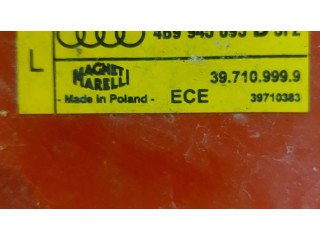 4B9 945 095 B
L
MAGNETI MARELLI
39.710.999.9
- Made in Poland - ECE 39710383